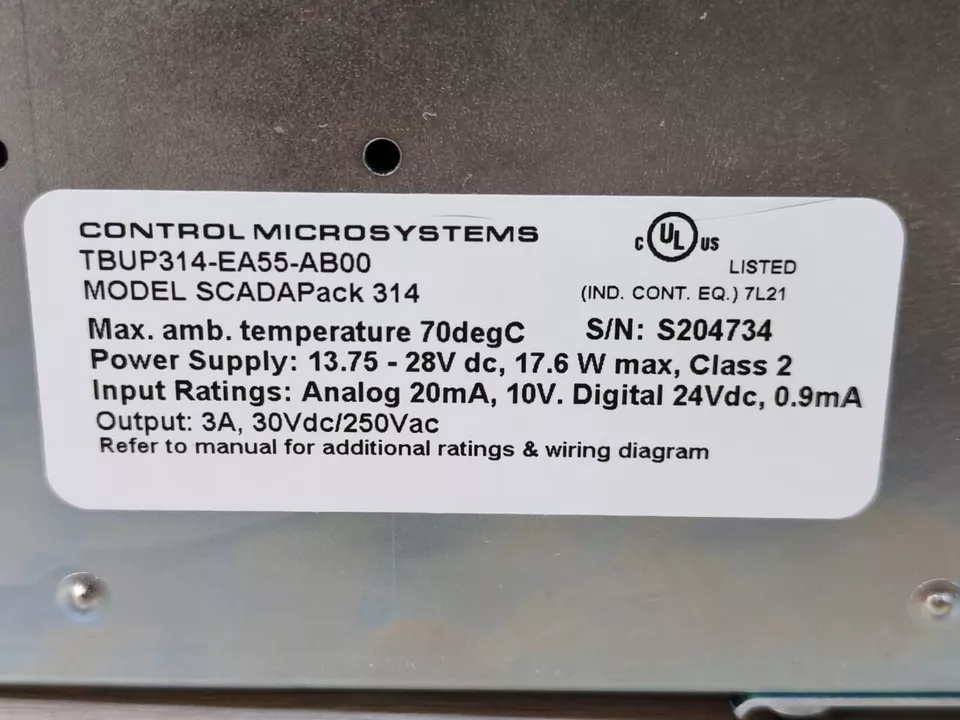 CONTROL MICROSYSTEMS
TBUP314-EA55-AB00
MODEL SCADAPack 314
C UL US
LISTED
(IND. CONT. EQ.) 7L21
Max. amb. temperature 70degC S/N: S204734
Power Supply: 13.75 - 28V dc, 17.6 W max, Class 2
Input Ratings: Analog 20mA, 10V. Digital 24Vdc, 0.9mA
Output: 3A, 30Vdc/250Vac
Refer to manual for additional ratings & wiring diagram